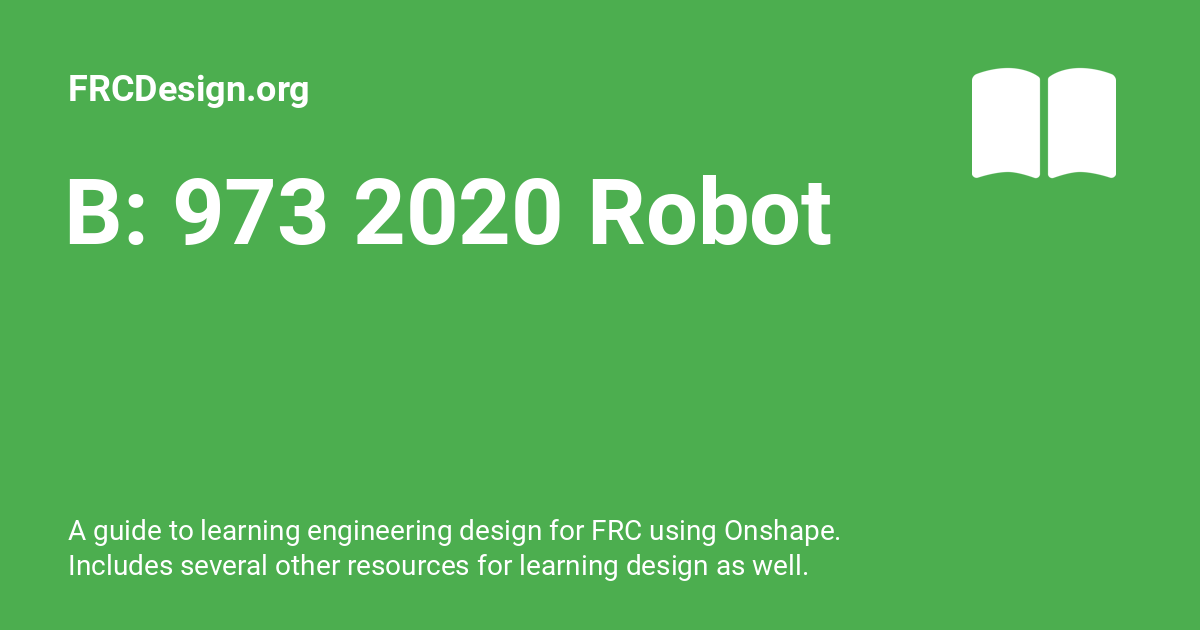 FRCDesign.org
B: 973 2020 Robot
A guide to learning engineering design for FRC using Onshape.
Includes several other resources for learning design as well.